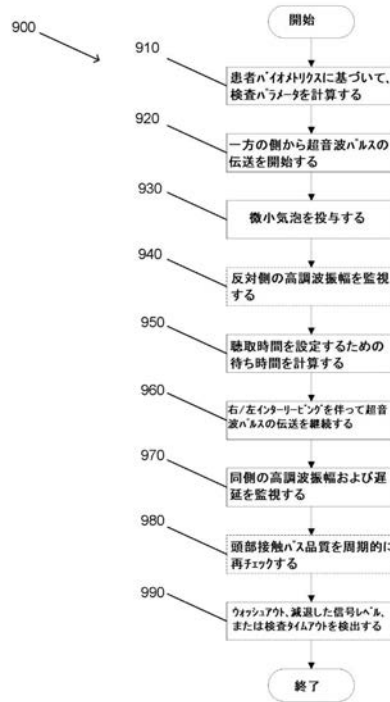 開始
900
910
患者バイオメトリクスに基づいて、
検査パラメータを計算する
920
一方の側から超音波パルスの
伝送を開始する
930
微小気泡を投与する
940
反対側の高調波振幅を監視
する
950
聴取時間を設定するための
待ち時間を計算する
960
右/左インターリービングを伴って超音
波パルスの伝送を継続する
970
同側の高調波振幅および遅
延を監視する
980
頭部接触パス品質を周期的に
再チェックする
990
ウォッシュアウト、減退した信号レベル、
または検査タイムアウトを検出する
終了